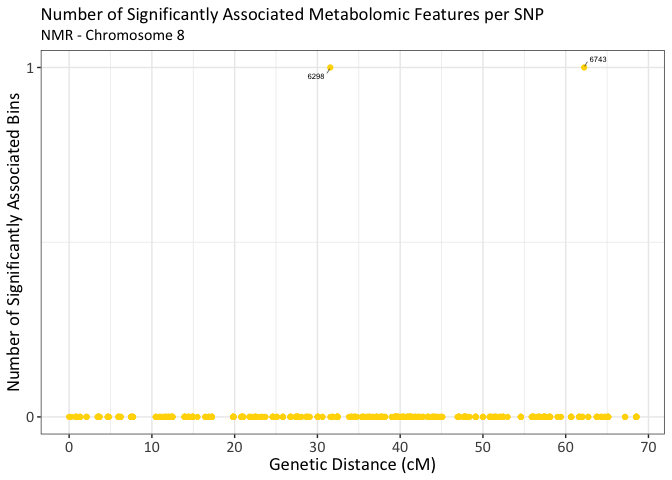 Number of Significantly Associated Metabolomic Features per SNP
NMR - Chromosome 8
Number of Significantly Associated Bins
1
0
6298
6743
0 10 20 30 40 50 60 70
Genetic Distance (cM)